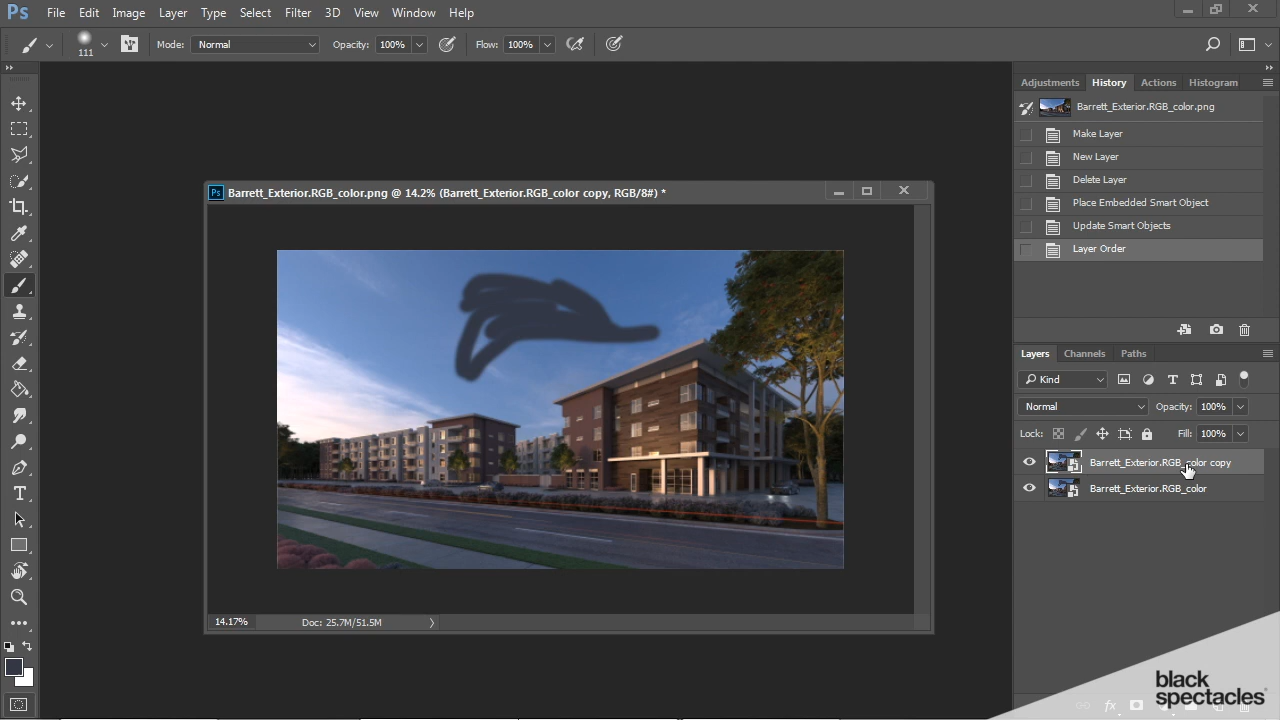 Ps File Edit Image Layer Type Select Filter 3D View Window Help
111 Mode: Normal Opacity: 100% Flow: 100%
Adjustments History Actions Histogram
Barrett_Exterior.RGB_color.png
Make Layer
New Layer
Delete Layer
Place Embedded Smart Object
Update Smart Objects
Layer Order
Ps Barrett_Exterior.RGB_color.png @ 14.2% (Barrett_Exterior.RGB_color copy, RGB/8#) *
Layers Channels Paths
Kind
Normal Opacity: 100%
Lock: Fill: 100%
Barrett_Exterior.RGB_color copy
Barrett_Exterior.RGB_color
14.17% Doc: 25.7M/51.5M
black
spectacles